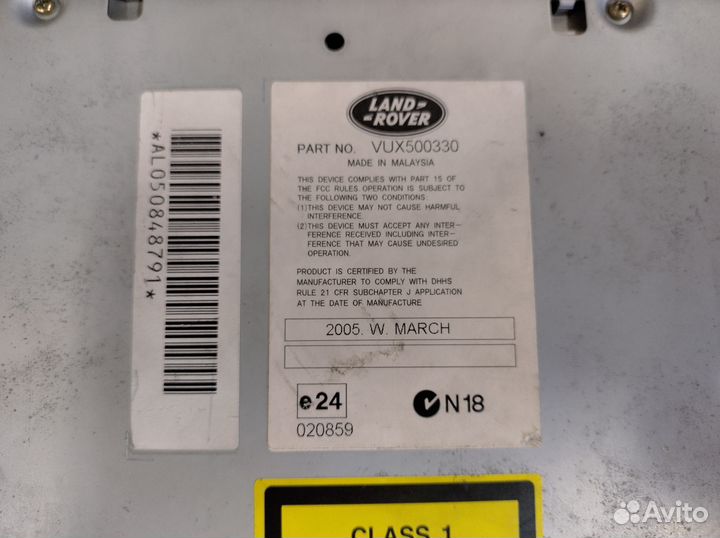 *AL050848791*
LAND-
-ROVER
PART NO. VUX500330
MADE IN MALAYSIA
THIS DEVICE COMPLIES WITH PART 15 OF
THE FCC RULES. OPERATION IS SUBJECT TO
THE FOLLOWING TWO CONDITIONS:
(1)THIS DEVICE MAY NOT CAUSE HARMFUL
INTERFERENCE.
(2)THIS DEVICE MUST ACCEPT ANY INTER-
FERENCE RECEIVED INCLUDING INTER-
FERENCE THAT MAY CAUSE UNDESIRED
OPERATION.
PRODUCT IS CERTIFIED BY THE
MANUFACTURER TO COMPLY WITH DHHS
RULE 21 CFR SUBCHAPTER J APPLICATION
AT THE DATE OF MANUFACTURE
2005. W. MARCH
e24
N18
020859
CLASS 1
Avito